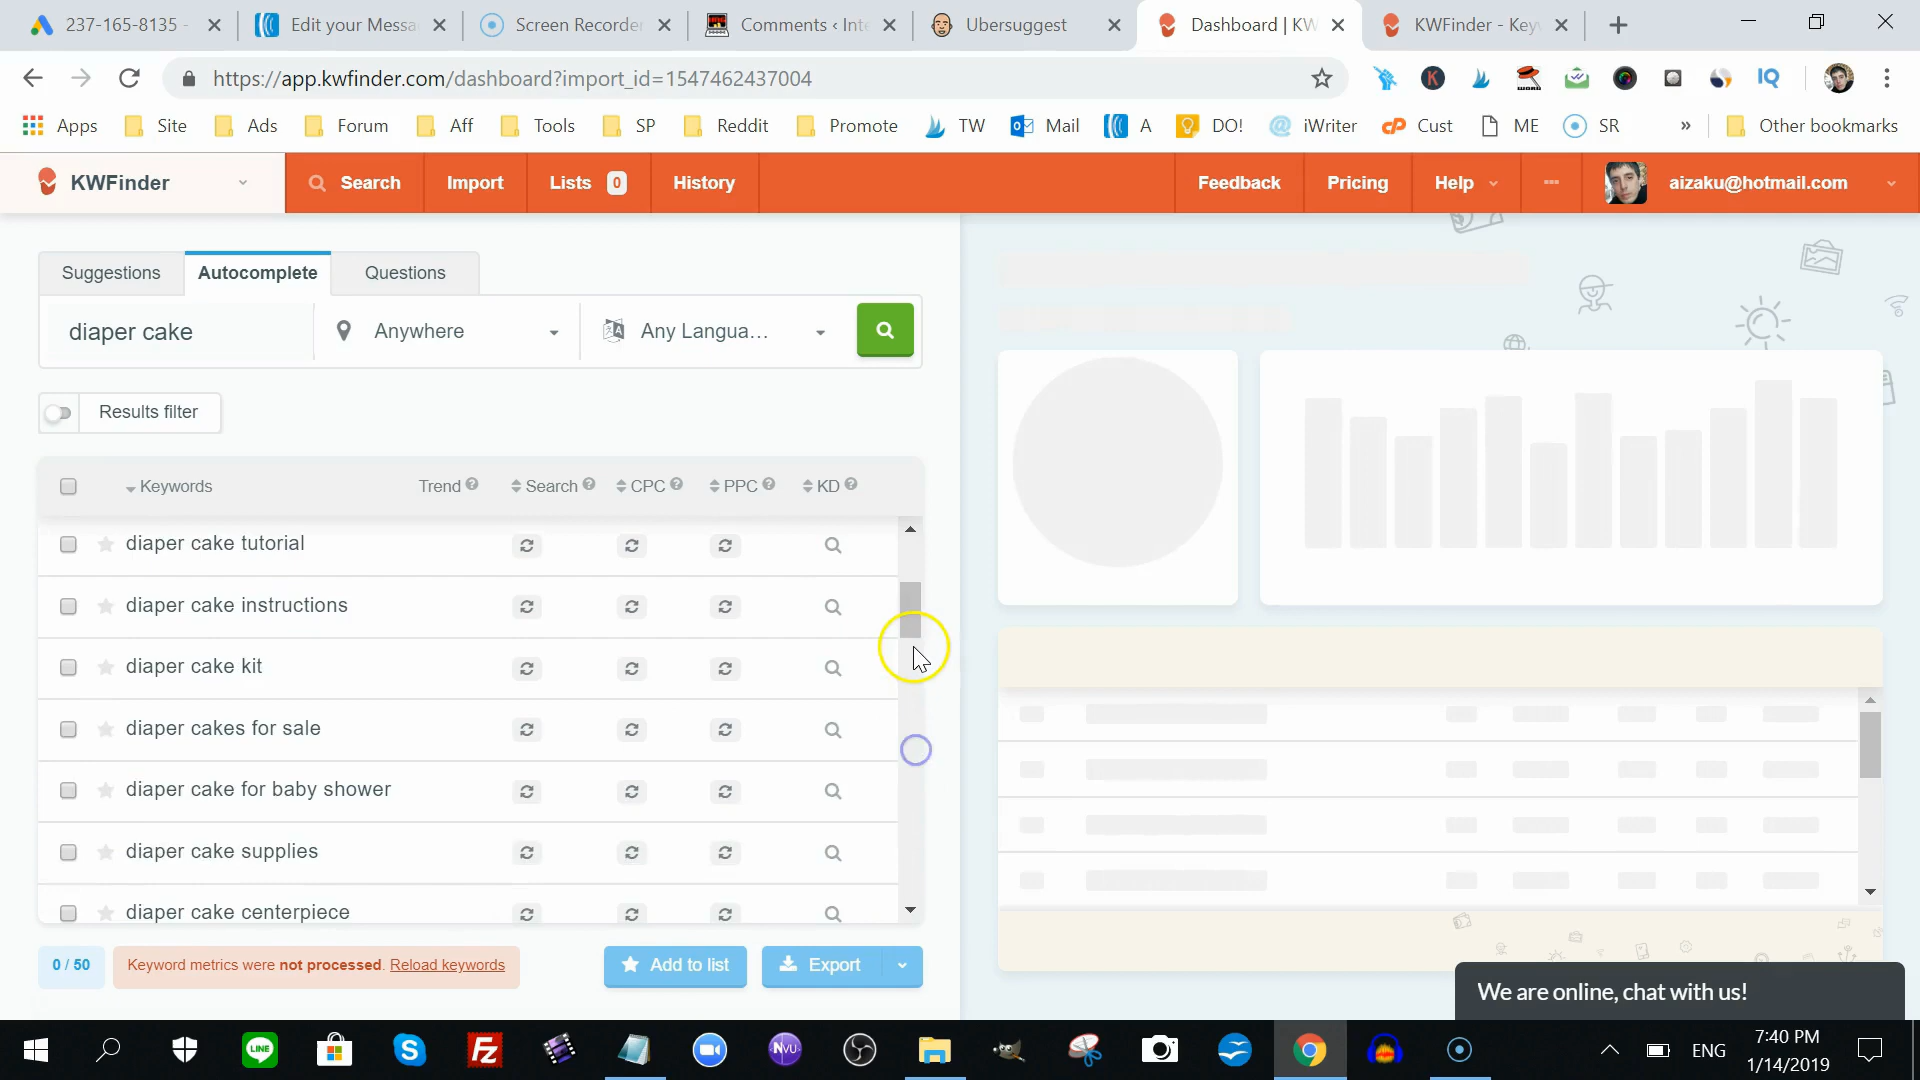 237-165-8135 -
Edit your Messa
Screen Recorder
Comments ‹ Inte
Ubersuggest
Dashboard | KW
KWFinder - Key
https://app.kwfinder.com/dashboard?import_id=1547462437004
Apps
Site
Ads
Forum
Aff
Tools
SP
Reddit
Promote
TW
Mail
A
DO!
iWriter
Cust
ME
SR
»
Other bookmarks
KWFinder
Search
Import
Lists 0
History
Feedback
Pricing
Help
aizaku@hotmail.com
Suggestions
Autocomplete
Questions
diaper cake
Anywhere
Any Langua...
Results filter
Keywords
Trend
Search
CPC
PPC
KD
diaper cake tutorial
diaper cake instructions
diaper cake kit
diaper cakes for sale
diaper cake for baby shower
diaper cake supplies
diaper cake centerpiece
0 / 50
Keyword metrics were not processed. Reload keywords
Add to list
Export
We are online, chat with us!
ENG
7:40 PM
1/14/2019